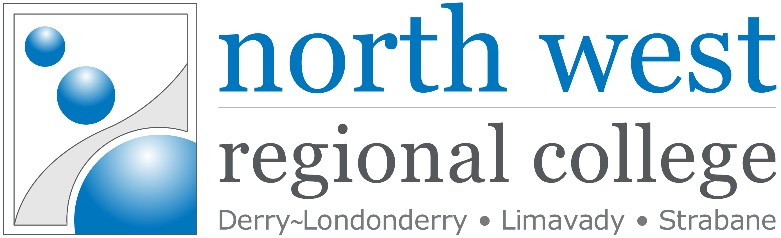 north west
regional college
Derry~Londonderry • Limavady • Strabane